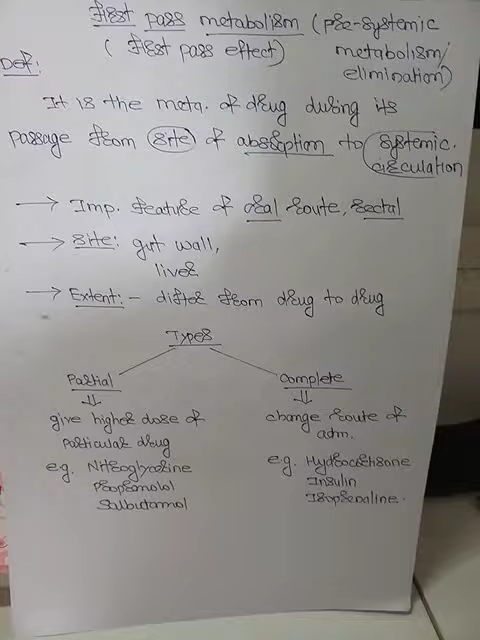 First pass metabolism (pre-systemic
( First pass effect) metabolism/
elimination)
Def:
It is the meta. of drug during its
passage from site of absorption to systemic
circulation
→ Imp. feature of oral route, rectal
→ Site: gut wall,
liver
→ Extent:- differ from drug to drug
Types
Partial Complete
give higher dose of change route of
particular drug adm.
e.g. Nitroglycerine e.g. Hydrocortisone
Propranolol Insulin
Salbutamol Isoprenaline.